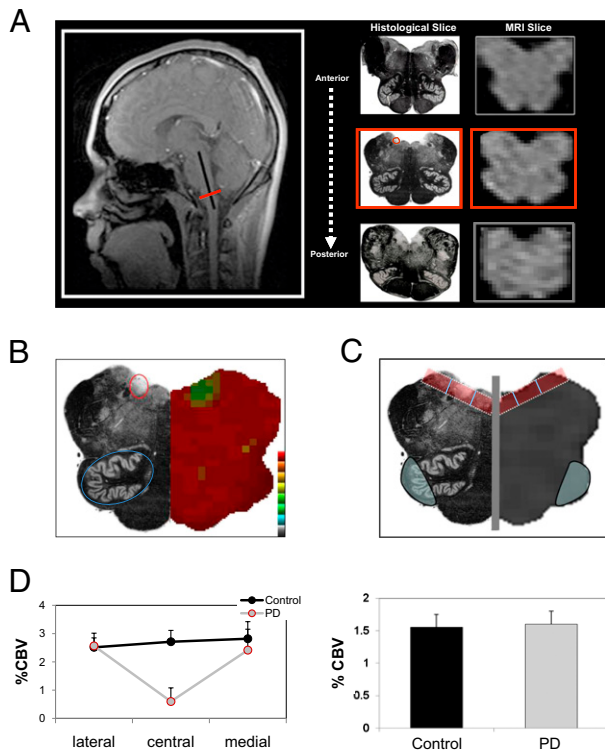 A
Histological Slice
MRI Slice
Anterior
Posterior
B
C
D
Control
PD
%CBV
4
3
2
1
0
lateral
central
medial
% CBV
2
1.5
1
0.5
0
Control
PD